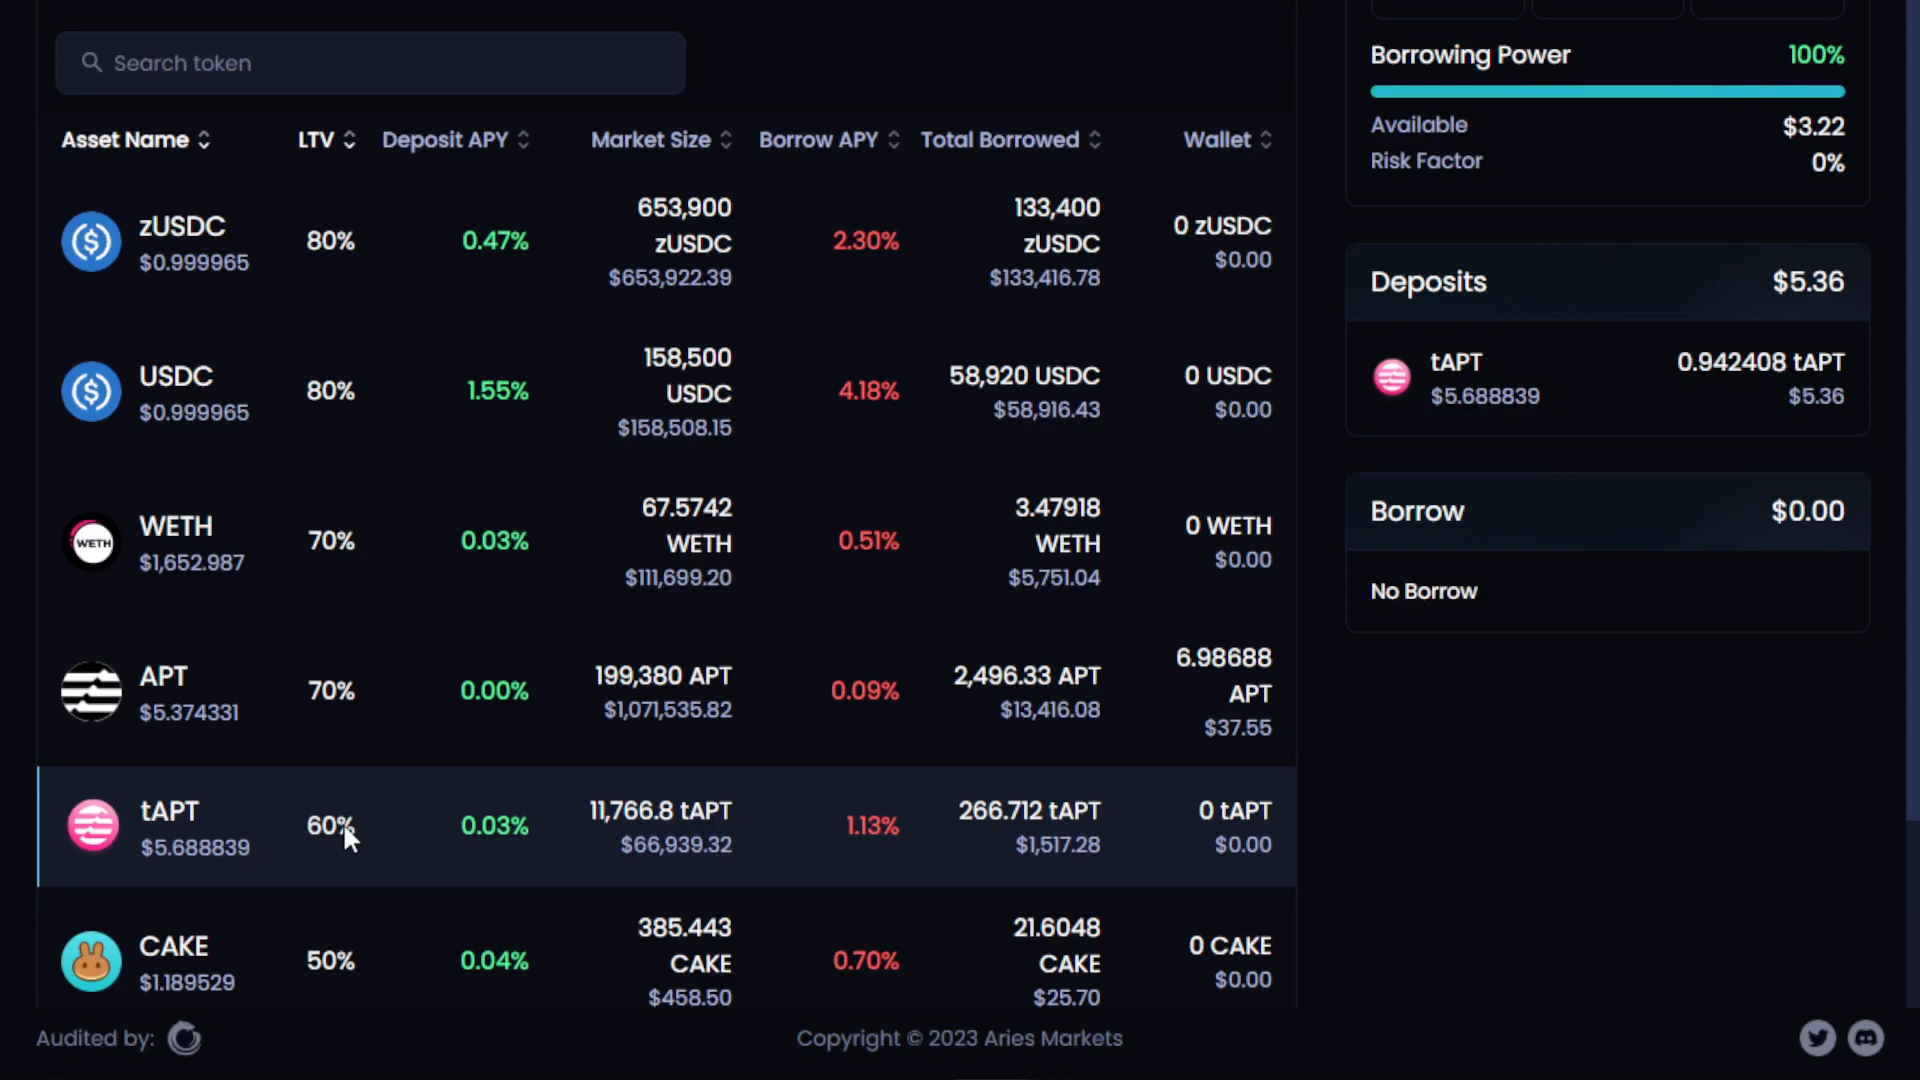 Search token
Asset Name LTV Deposit APY Market Size Borrow APY Total Borrowed Wallet
zUSDC
$0.999965
80%
0.47%
653,900
zUSDC
$653,922.39
2.30%
133,400
zUSDC
$133,416.78
0 zUSDC
$0.00
USDC
$0.999965
80%
1.55%
158,500
USDC
$158,508.15
4.18%
58,920 USDC
$58,916.43
0 USDC
$0.00
WETH
WETH
$1,652.987
70%
0.03%
67.5742
WETH
$111,699.20
0.51%
3.47918
WETH
$5,751.04
0 WETH
$0.00
APT
$5.374331
70%
0.00%
199,380 APT
$1,071,535.82
0.09%
2,496.33 APT
$13,416.08
6.98688
APT
$37.55
tAPT
$5.688839
60%
0.03%
11,766.8 tAPT
$66,939.32
1.13%
266.712 tAPT
$1,517.28
0 tAPT
$0.00
CAKE
$1.189529
50%
0.04%
385.443
CAKE
$458.50
0.70%
21.6048
CAKE
$25.70
0 CAKE
$0.00
Borrowing Power 100%
Available $3.22
Risk Factor 0%
Deposits $5.36
tAPT 0.942408 tAPT
$5.688839 $5.36
Borrow $0.00
No Borrow
Audited by:
Copyright © 2023 Aries Markets